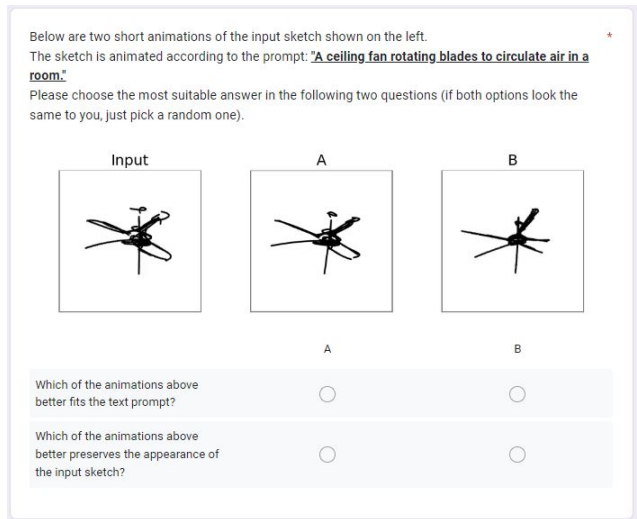 Below are two short animations of the input sketch shown on the left.
*
The sketch is animated according to the prompt: "A ceiling fan rotating blades to circulate air in a
room."
Please choose the most suitable answer in the following two questions (if both options look the
same to you, just pick a random one).
Input A B
A B
Which of the animations above
better fits the text prompt?
Which of the animations above
better preserves the appearance of
the input sketch?